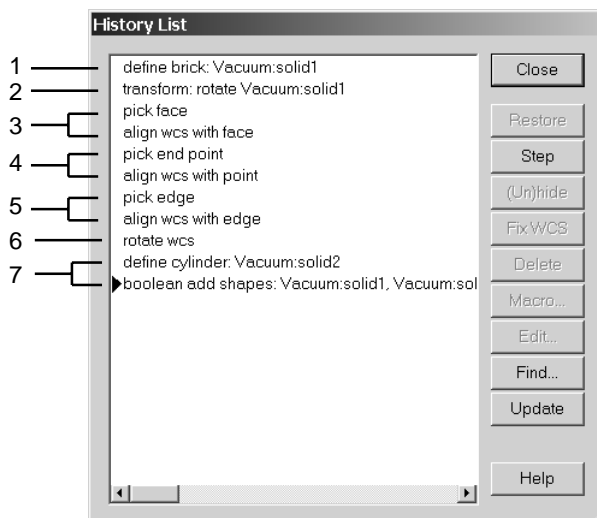 History List
1 define brick: Vacuum:solid1
2 transform: rotate Vacuum:solid1
3 pick face
align wcs with face
4 pick end point
align wcs with point
5 pick edge
align wcs with edge
6 rotate wcs
7 define cylinder: Vacuum:solid2
boolean add shapes: Vacuum:solid1, Vacuum:sol
Close
Restore
Step
(Un)hide
Fix WCS
Delete
Macro...
Edit...
Find...
Update
Help